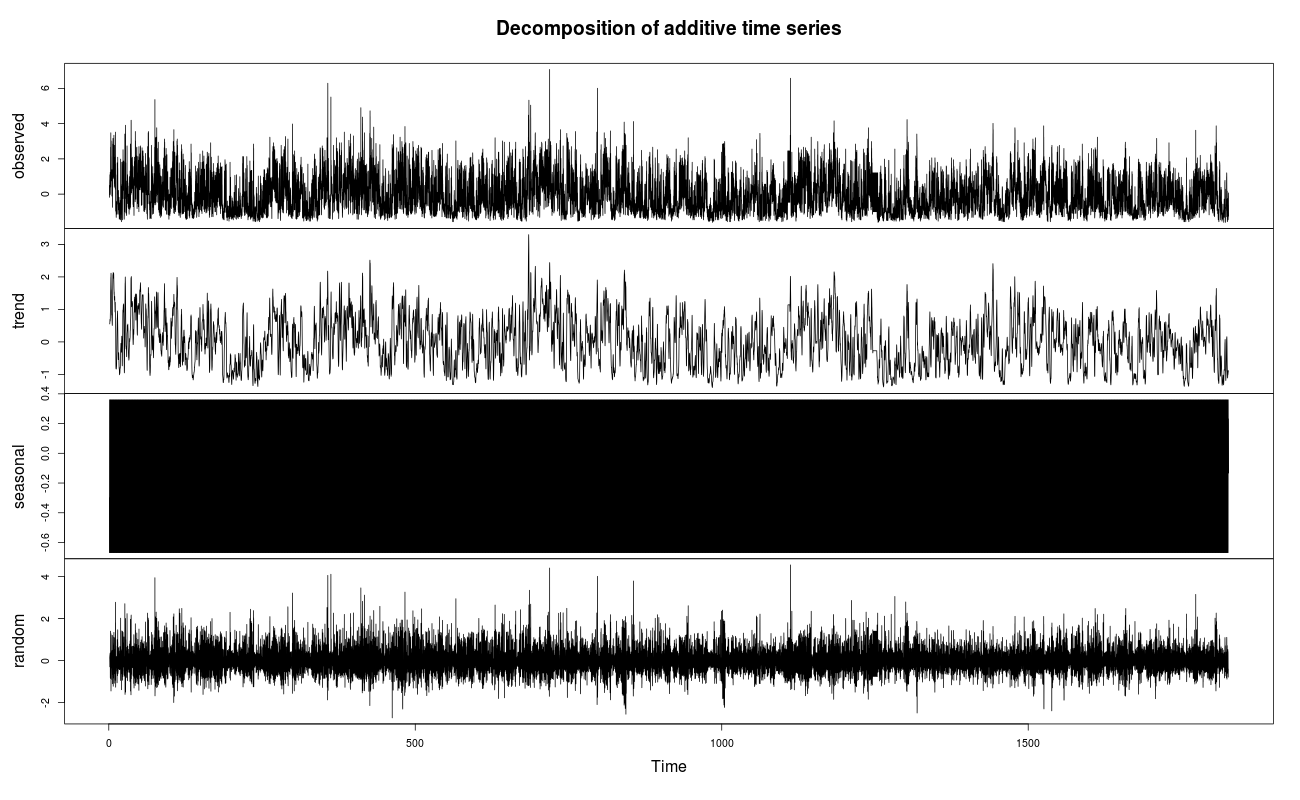 Decomposition of additive time series
observed
0 2 4 6
trend
-1 0 1 2 3
seasonal
-0.6 -0.4 -0.2 0.0 0.2 0.4
random
-2 0 2 4
0 500 1000 1500
Time